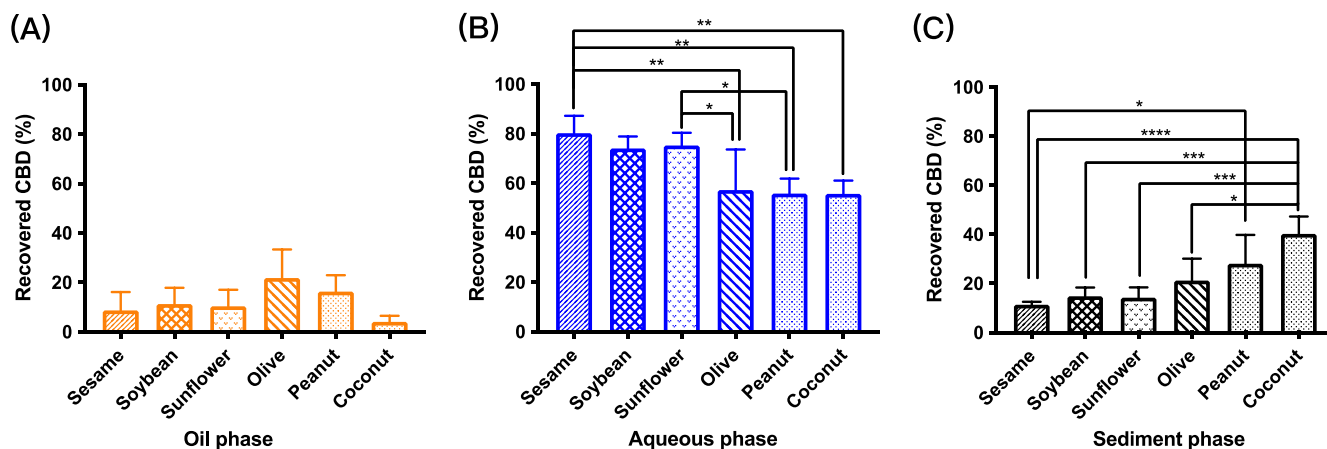 (A)
Recovered CBD (%)
100
80
60
40
20
0
Sesame
Soybean
Sunflower
Olive
Peanut
Coconut
Oil phase
(B)
Recovered CBD (%)
100
80
60
40
20
0
**
**
**
*
*
Sesame
Soybean
Sunflower
Olive
Peanut
Coconut
Aqueous phase
(C)
Recovered CBD (%)
100
80
60
40
20
0
*
****
***
***
*
Sesame
Soybean
Sunflower
Olive
Peanut
Coconut
Sediment phase